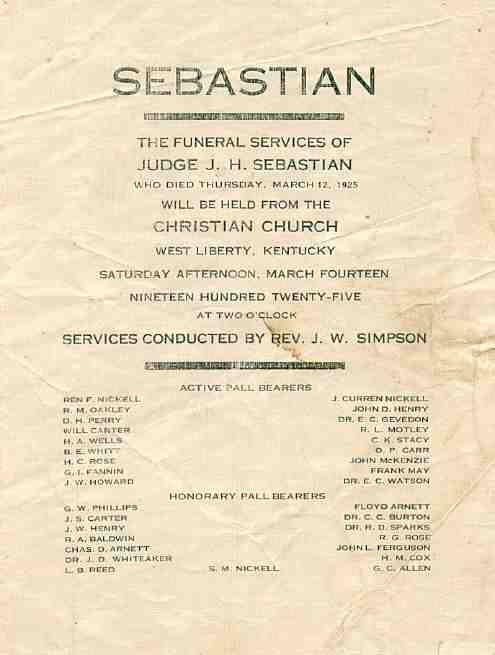 SEBASTIAN
THE FUNERAL SERVICES OF
JUDGE J. H. SEBASTIAN
WHO DIED THURSDAY, MARCH 12, 1925
WILL BE HELD FROM THE
CHRISTIAN CHURCH
WEST LIBERTY, KENTUCKY
SATURDAY AFTERNOON, MARCH FOURTEEN
NINETEEN HUNDRED TWENTY-FIVE
AT TWO O'CLOCK
SERVICES CONDUCTED BY REV. J. W. SIMPSON
ACTIVE PALL BEARERS
REN F. NICKELL
R. M. OAKLEY
D. H. PERRY
WILL CANTER
H. A. WELLS
B. E. WHITT
H. C. ROSE
G. I. FANNIN
J. W. HOWARD
J. CURREN NICKELL
JOHN D. HENRY
DR. E. C. GEVEDON
R. L. MOTLEY
C. K. STACY
O. P. CARR
JOHN McKENZIE
FRANK MAY
DR. E. C. WATSON
HONORARY PALL BEARERS
G. W. PHILLIPS
J. S. CARTER
J. W. HENRY
R. A. BALDWIN
CHAS. D. ARNETT
DR. J. D. WHITEAKER
L. B. REED
S. M. NICKELL
FLOYD ARNETT
DR. C. C. BURTON
DR. H. D. SPARKS
R. G. ROSE
JOHN L. FERGUSON
H. M. COX
G. C. ALLEN